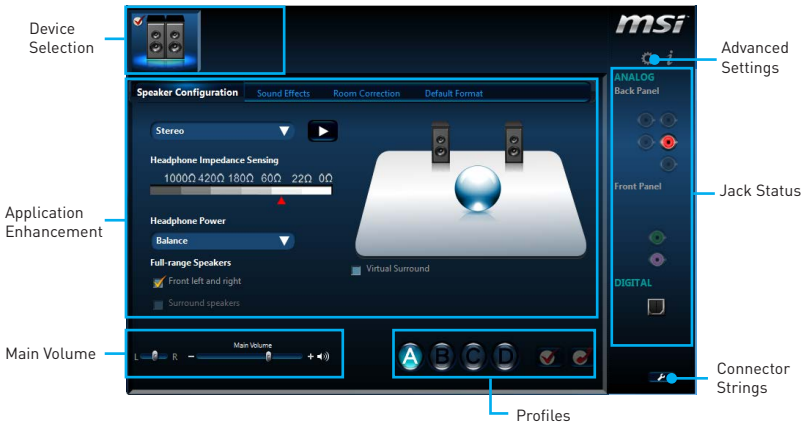 Device
Selection
msi
Advanced
Settings
ANALOG
Back Panel
Speaker Configuration
Sound Effects
Room Correction
Default Format
Stereo
Headphone Impedance Sensing
1000Ω 420Ω 180Ω 60Ω 22Ω 0Ω
Front Panel
Jack Status
Application
Enhancement
Headphone Power
Balance
Full-range Speakers
Virtual Surround
Front left and right
Surround speakers
DIGITAL
Main Volume
Main Volume
L R - +
A B C D
Connector
Strings
Profiles